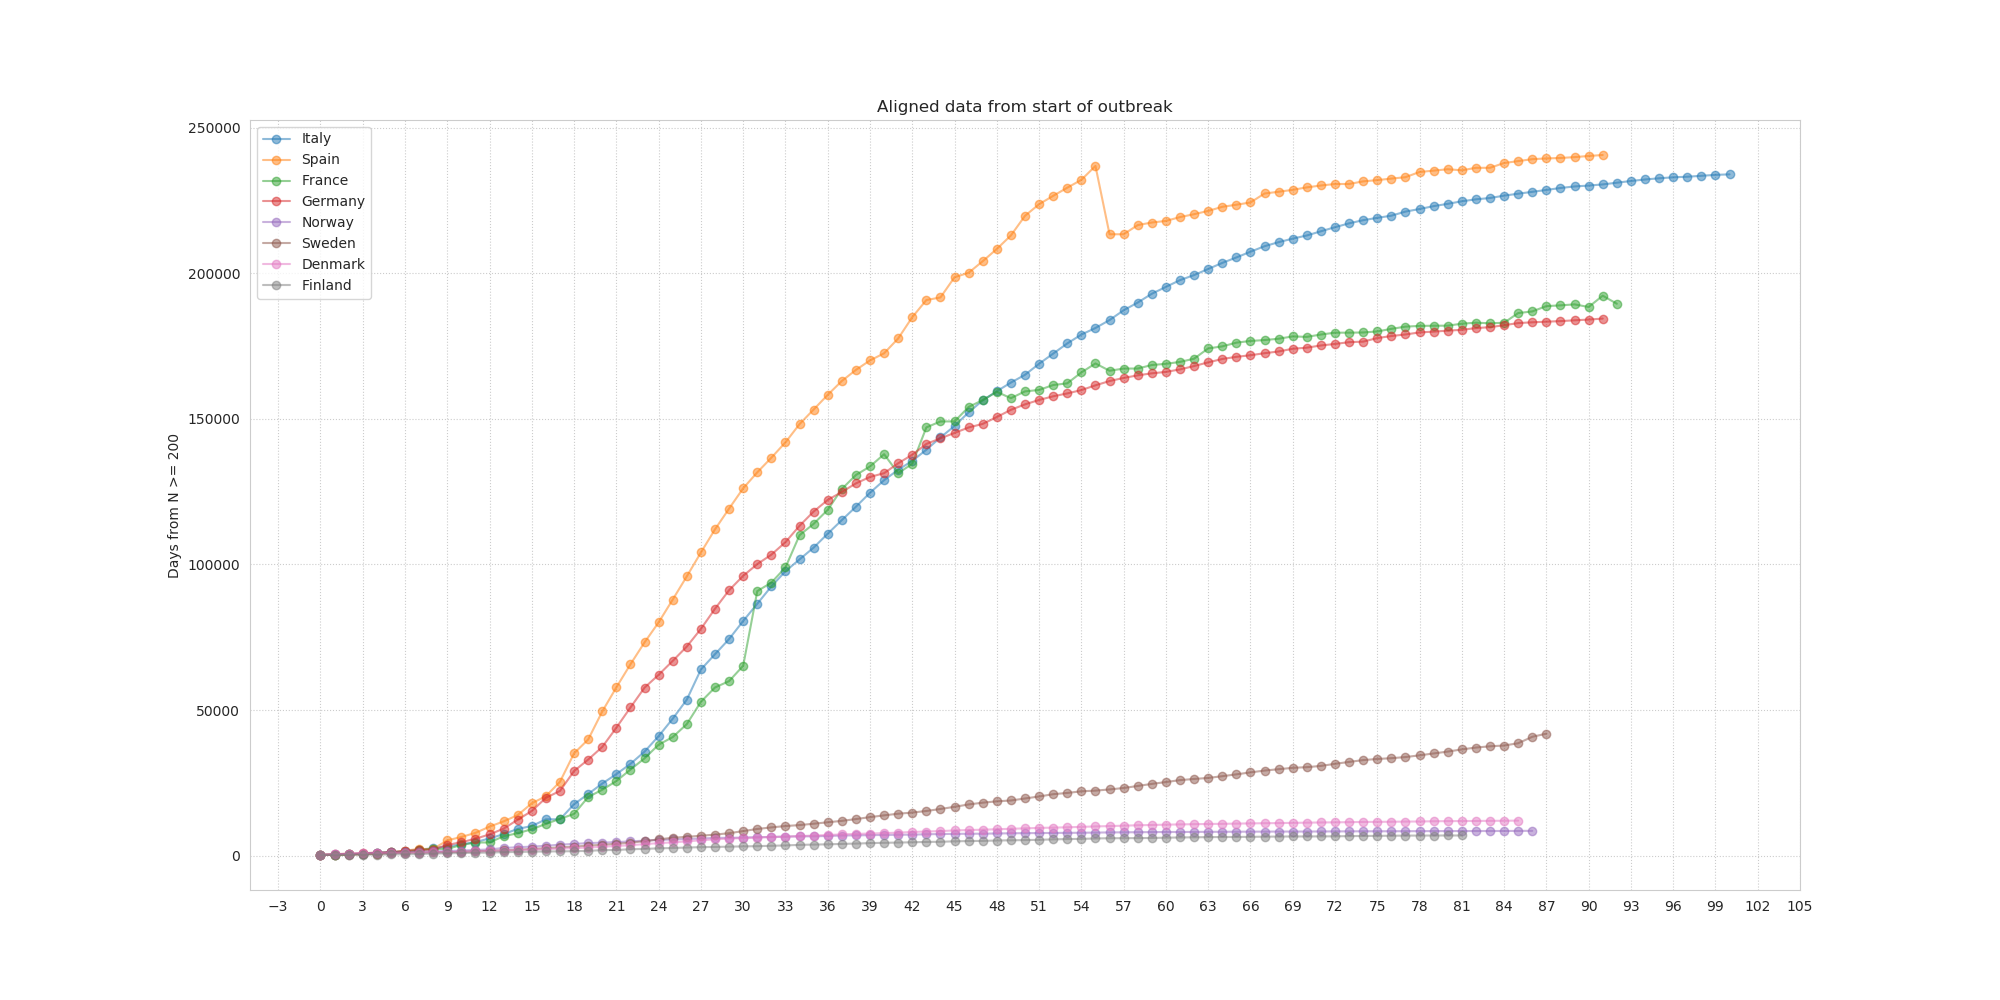 Aligned data from start of outbreak
250000
200000
150000
100000
50000
0
Days from N >= 200
Italy
Spain
France
Germany
Norway
Sweden
Denmark
Finland
−3 0 3 6 9 12 15 18 21 24 27 30 33 36 39 42 45 48 51 54 57 60 63 66 69 72 75 78 81 84 87 90 93 96 99 102 105